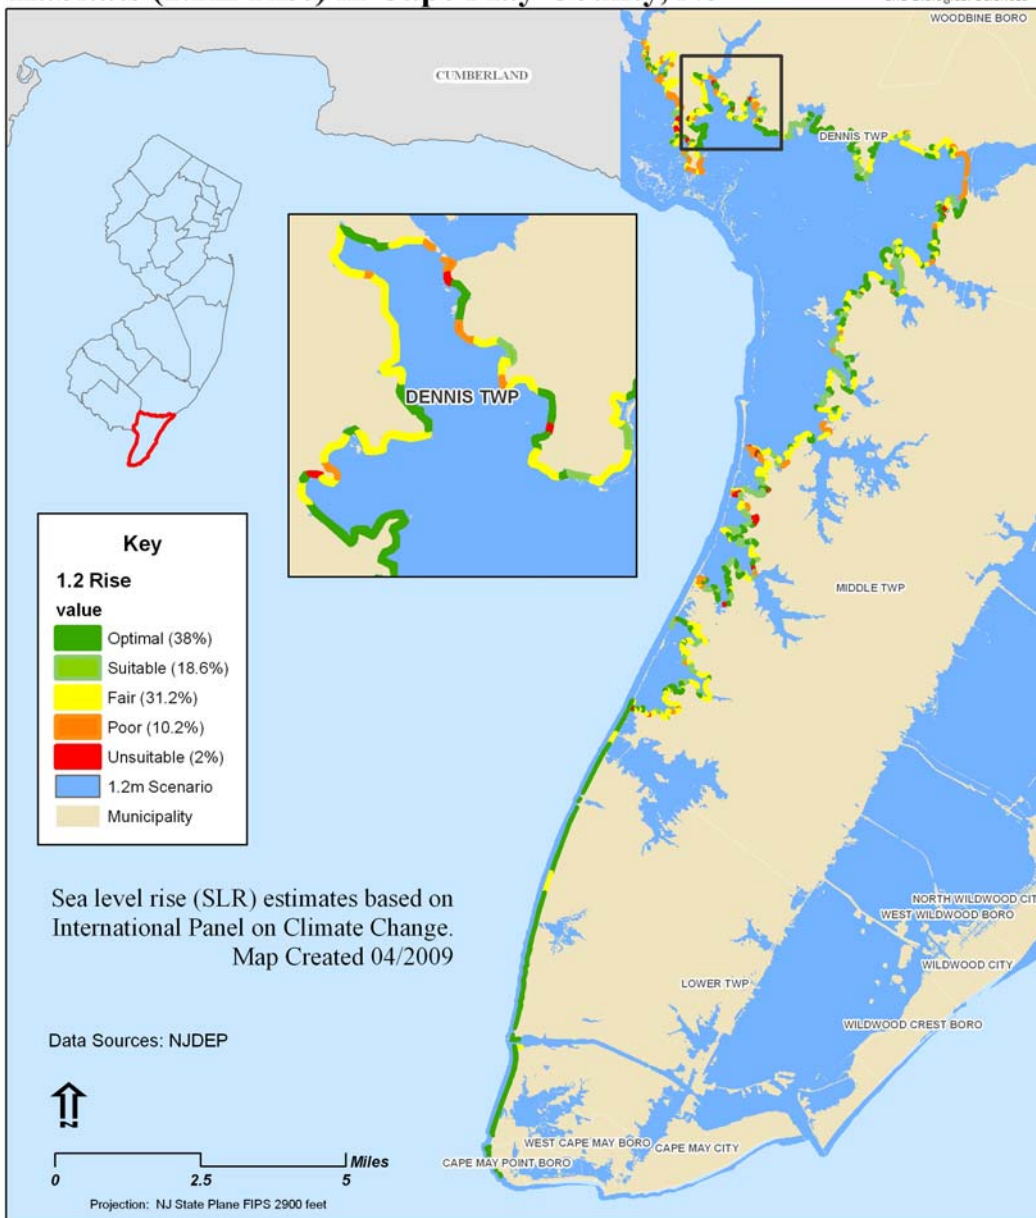 WOODBINE BORO
CUMBERLAND
DENNIS TWP
DENNIS TWP
Key
1.2 Rise
value
Optimal (38%)
Suitable (18.6%)
Fair (31.2%)
Poor (10.2%)
Unsuitable (2%)
1.2m Scenario
Municipality
MIDDLE TWP
Sea level rise (SLR) estimates based on
International Panel on Climate Change.
Map Created 04/2009
NORTH WILDWOOD CIT
WEST WILDWOOD BORO
WILDWOOD CITY
LOWER TWP
WILDWOOD CREST BORO
Data Sources: NJDEP
N
WEST CAPE MAY BORO
CAPE MAY CITY
CAPE MAY POINT BORO
Miles
0 2.5 5
Projection: NJ State Plane FIPS 2900 feet